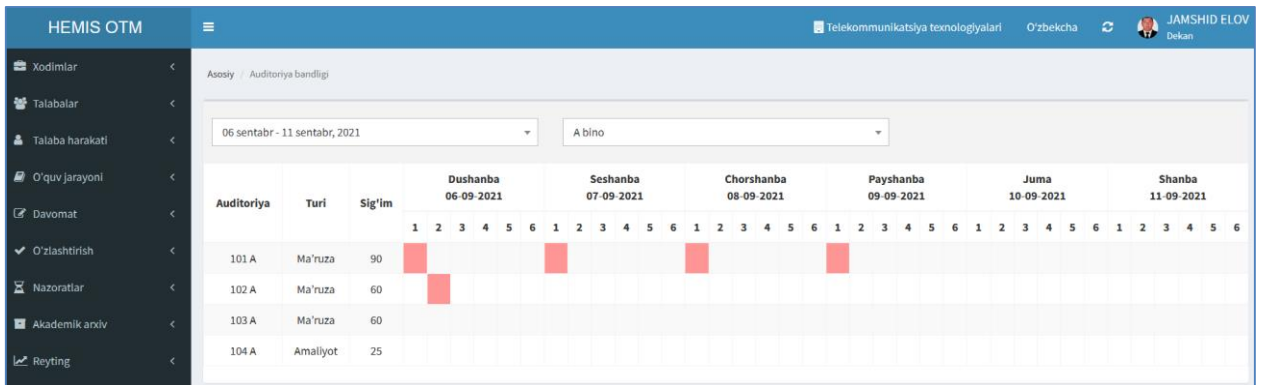 HEMIS OTM
Telekommunikatsiya texnologiyalari O'zbekcha JAMSHID ELOV
Dekan
Xodimlar
Talabalar
Talaba harakati
O'quv jarayoni
Davomat
O'zlashtirish
Nazoratlar
Akademik arxiv
Reyting
Asosiy / Auditoriya bandligi
06 sentabr - 11 sentabr, 2021 A bino
Auditoriya Turi Sig'im Dushanba Seshanba Chorshanba Payshanba Juma Shanba
06-09-2021 07-09-2021 08-09-2021 09-09-2021 10-09-2021 11-09-2021
1 2 3 4 5 6 1 2 3 4 5 6 1 2 3 4 5 6 1 2 3 4 5 6 1 2 3 4 5 6 1 2 3 4 5 6
101 A Ma'ruza 90
102 A Ma'ruza 60
103 A Ma'ruza 60
104 A Amaliyot 25